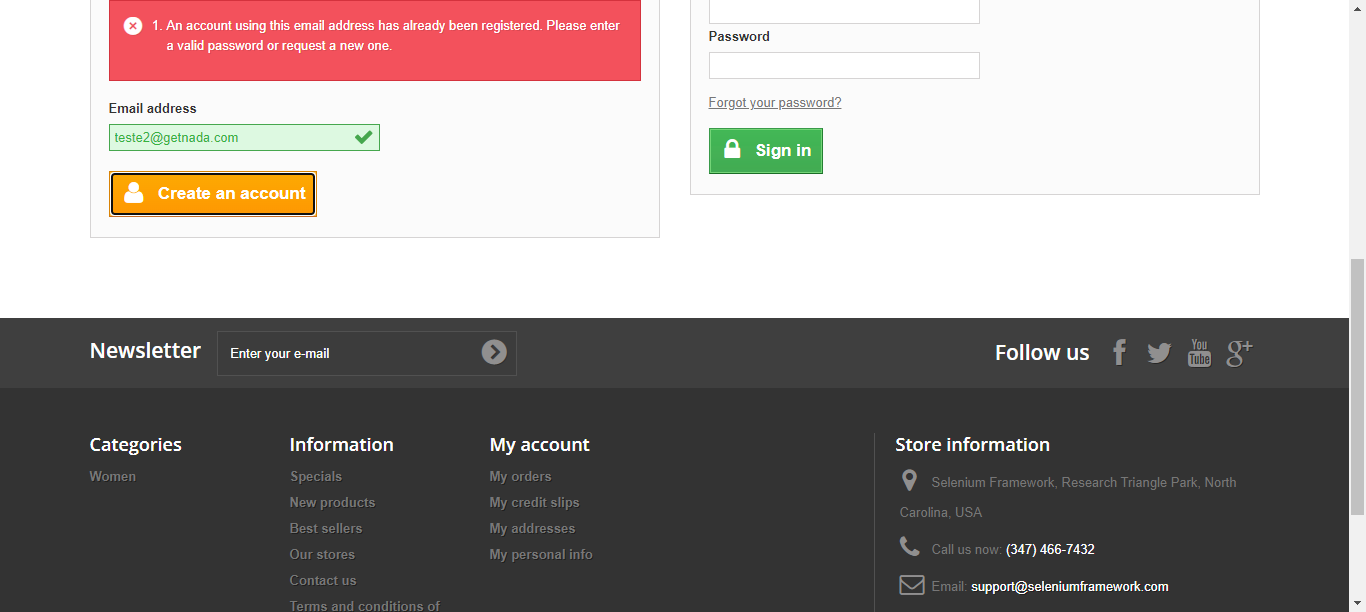 1. An account using this email address has already been registered. Please enter
a valid password or request a new one.
Email address
teste2@getnada.com
Create an account
Password
Forgot your password?
Sign in
Newsletter
Enter your e-mail
Follow us
f
You
Tube
g+
Categories
Women
Information
Specials
New products
Best sellers
Our stores
Contact us
Terms and conditions of
My account
My orders
My credit slips
My addresses
My personal info
Store information
Selenium Framework, Research Triangle Park, North
Carolina, USA
Call us now: (347) 466-7432
Email: support@seleniumframework.com